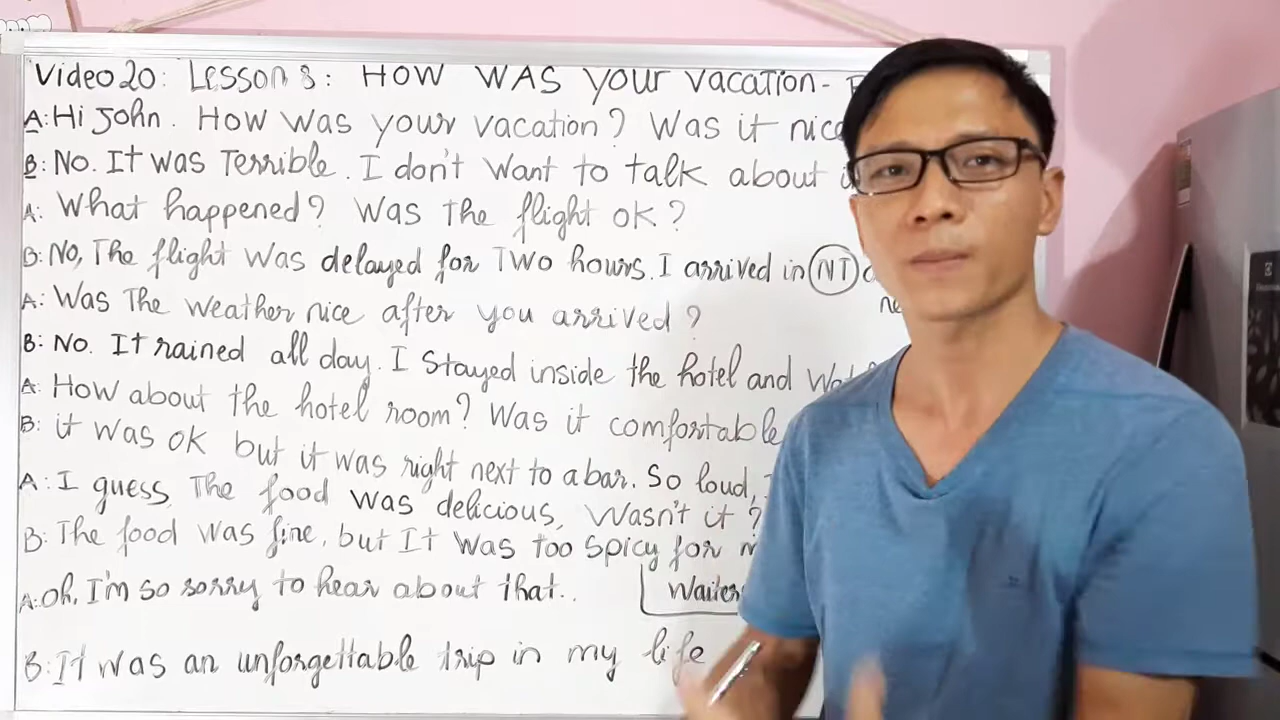 Video 20: Lesson 3: HOW WAS your vacation-
A: Hi John. How was your vacation? Was it nice
B: No. It was Terrible. I don't want to talk about
A: What happened? Was the flight ok?
B: No, The flight was delayed for Two hours. I arrived in NT
A: Was The weather nice after you arrived?
B: No. It rained all day. I stayed inside the hotel and
A: How about the hotel room? Was it comfortable
B: it was ok but it was right next to a bar. So loud,
A: I guess The food was delicious, Wasn't it?
B: The food was fine, but It was too spicy for
Waiter
A: oh, I'm so sorry to hear about that..
B: It was an unforgettable trip in my life